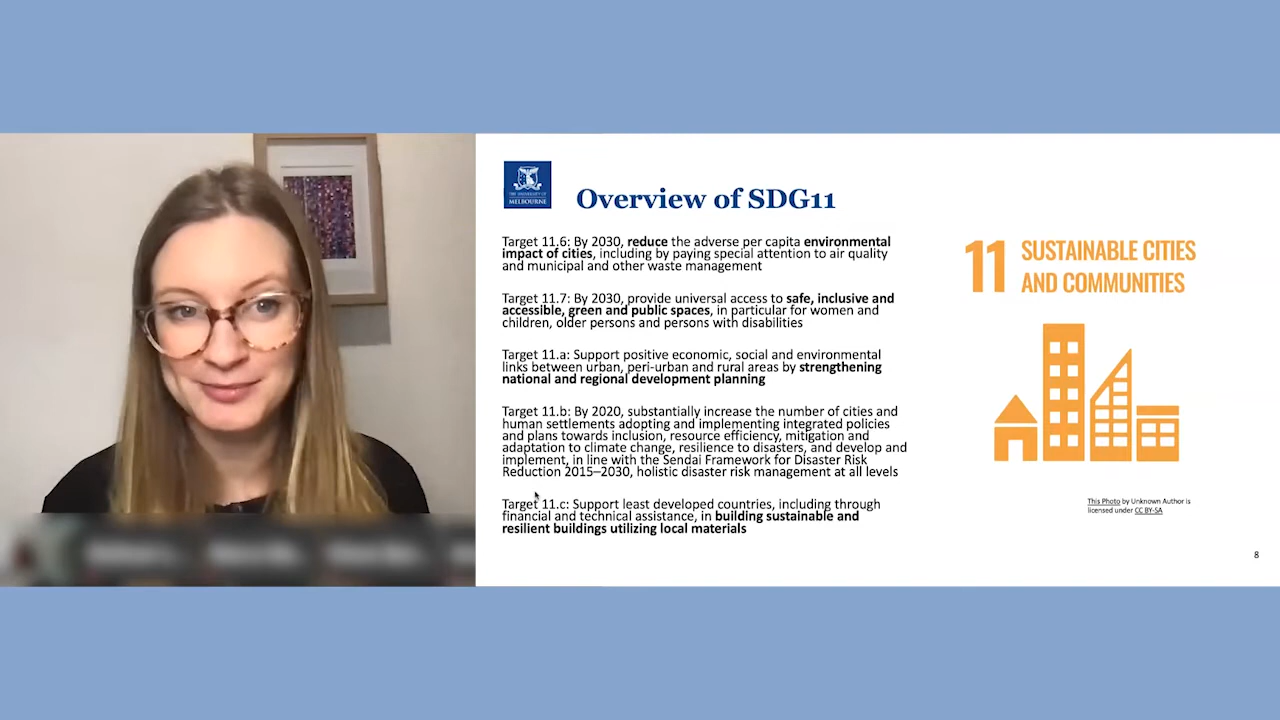 THE UNIVERSITY OF
MELBOURNE
Overview of SDG11
Target 11.6: By 2030, reduce the adverse per capita environmental
impact of cities, including by paying special attention to air quality
and municipal and other waste management
Target 11.7: By 2030, provide universal access to safe, inclusive and
accessible, green and public spaces, in particular for women and
children, older persons and persons with disabilities
Target 11.a: Support positive economic, social and environmental
links between urban, peri-urban and rural areas by strengthening
national and regional development planning
Target 11.b: By 2020, substantially increase the number of cities and
human settlements adopting and implementing integrated policies
and plans towards inclusion, resource efficiency, mitigation and
adaptation to climate change, resilience to disasters, and develop and
implement, in line with the Sendai Framework for Disaster Risk
Reduction 2015–2030, holistic disaster risk management at all levels
Target 11.c: Support least developed countries, including through
financial and technical assistance, in building sustainable and
resilient buildings utilizing local materials
11 SUSTAINABLE CITIES
AND COMMUNITIES
This Photo by Unknown Author is
licensed under CC BY-SA
8